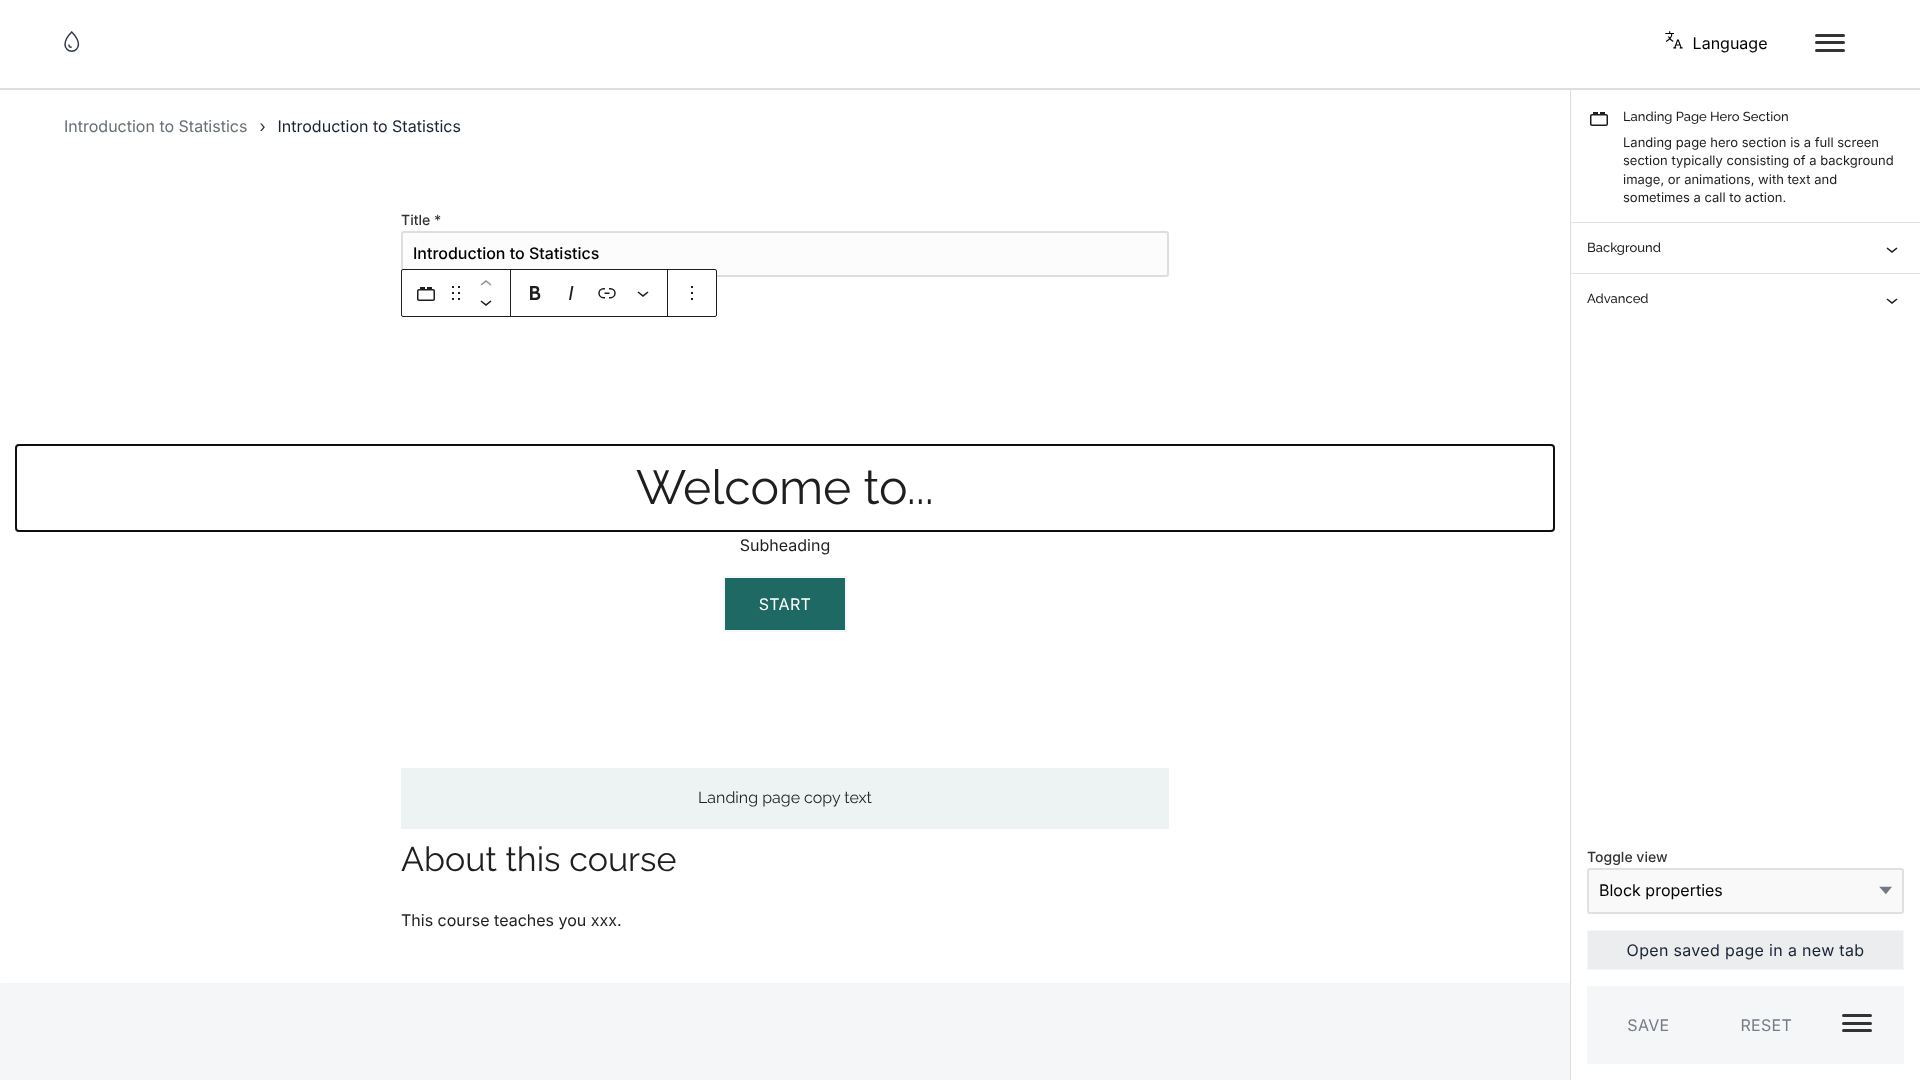 Language
Introduction to Statistics › Introduction to Statistics
Title *
Introduction to Statistics
B I
Welcome to...
Subheading
START
Landing page copy text
About this course
This course teaches you xxx.
Landing Page Hero Section
Landing page hero section is a full screen
section typically consisting of a background
image, or animations, with text and
sometimes a call to action.
Background
Advanced
Toggle view
Block properties
Open saved page in a new tab
SAVE RESET